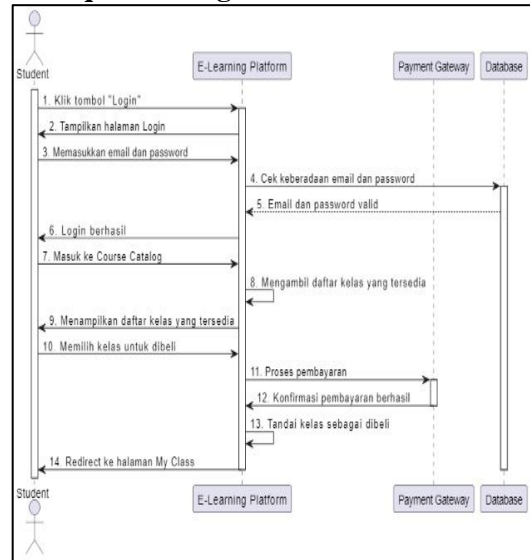 Student
E-Learning Platform
Payment Gateway
Database
1. Klik tombol "Login"
2. Tampilkan halaman Login
3. Memasukkan email dan password
4. Cek keberadaan email dan password
5. Email dan password valid
6. Login berhasil
7. Masuk ke Course Catalog
8. Mengambil daftar kelas yang tersedia
9. Menampilkan daftar kelas yang tersedia
10. Memilih kelas untuk dibeli
11. Proses pembayaran
12. Konfirmasi pembayaran berhasil
13. Tandai kelas sebagai dibeli
14. Redirect ke halaman My Class
Student
E-Learning Platform
Payment Gateway
Database